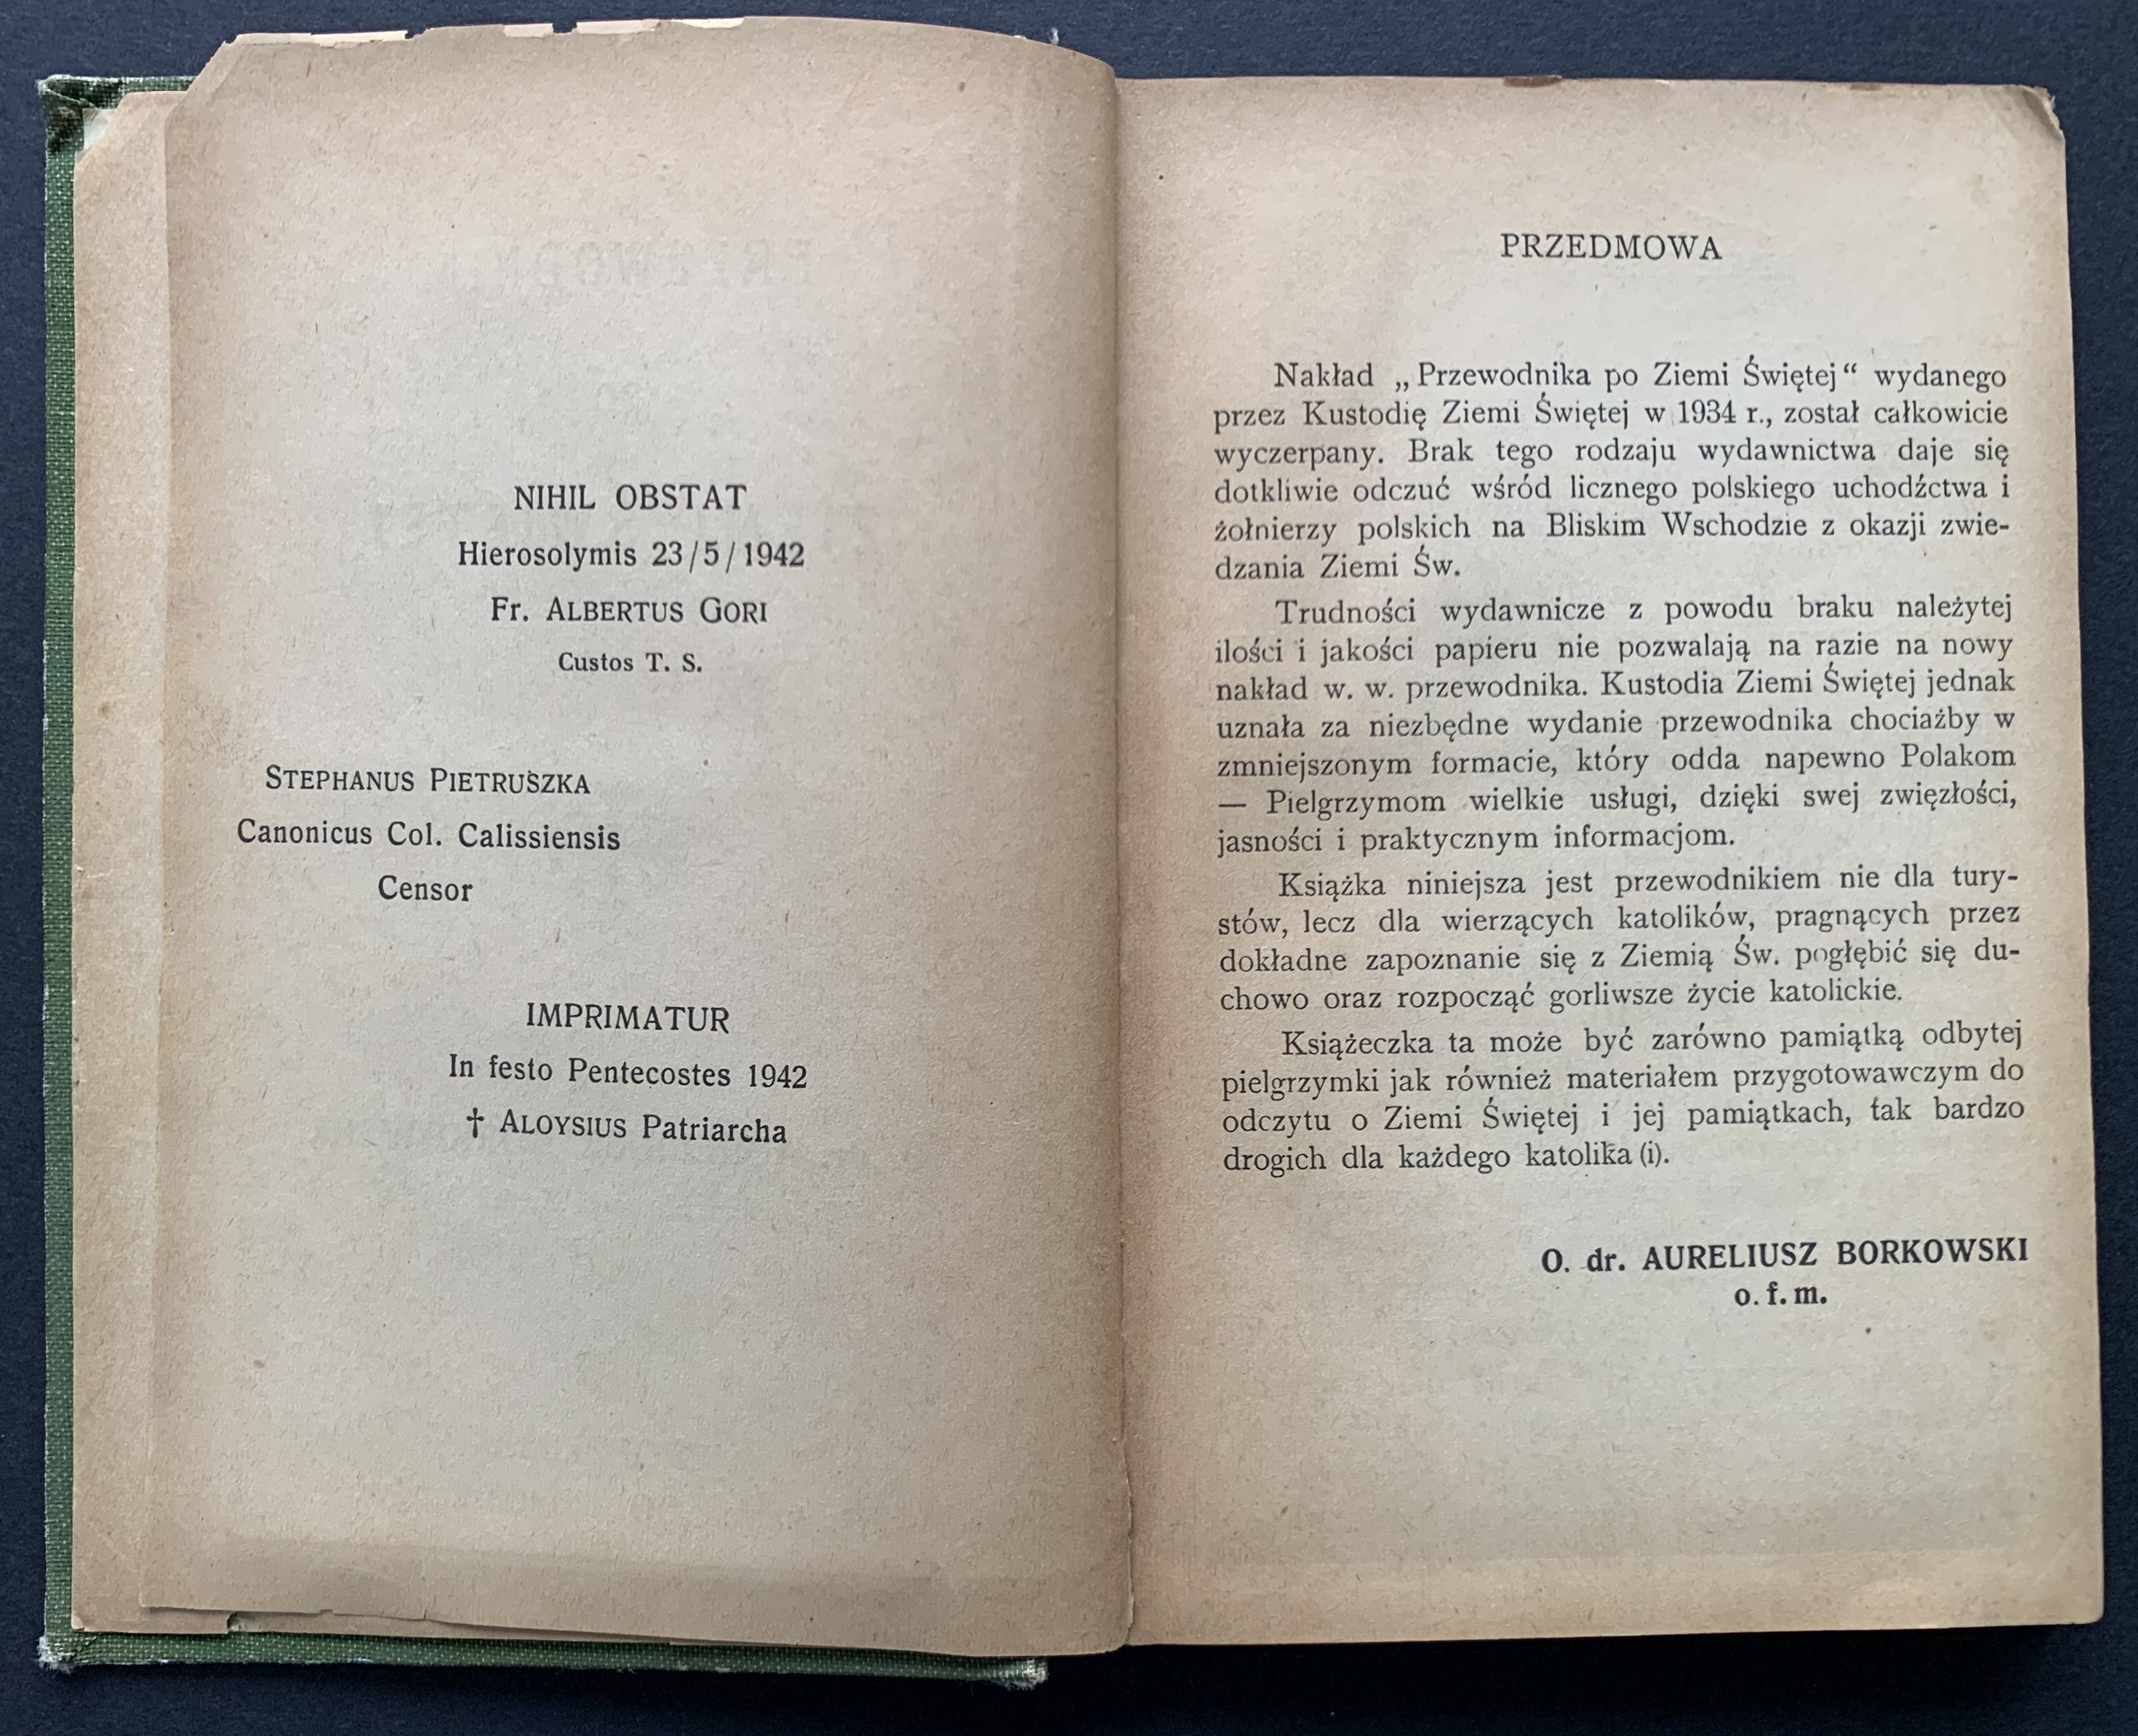 NIHIL OBSTAT
Hierosolymis 23/5/1942
Fr. ALBERTUS GORI
Custos T. S.
STEPHANUS PIETRUSZKA
Canonicus Col. Calissiensis
Censor
IMPRIMATUR
In festo Pentecostes 1942
† ALOYSIUS Patriarcha
PRZEDMOWA
Nakład „Przewodnika po Ziemi Świętej“ wydanego
przez Kustodię Ziemi Świętej w 1934 r., został całkowicie
wyczerpany. Brak tego rodzaju wydawnictwa daje się
dotkliwie odczuć wśród licznego polskiego uchodźctwa i
żołnierzy polskich na Bliskim Wschodzie z okazji zwie-
dzania Ziemi Św.
Trudności wydawnicze z powodu braku należytej
ilości i jakości papieru nie pozwalają na razie na nowy
nakład w. w. przewodnika. Kustodia Ziemi Świętej jednak
uznała za niezbędne wydanie przewodnika chociażby w
zmniejszonym formacie, który odda napewno Polakom
— Pielgrzymom wielkie usługi, dzięki swej zwięzłości,
jasności i praktycznym informacjom.
Książka niniejsza jest przewodnikiem nie dla tury-
stów, lecz dla wierzących katolików, pragnących przez
dokładne zapoznanie się z Ziemią Św. pogłębić się du-
chowo oraz rozpocząć gorliwsze życie katolickie.
Książeczka ta może być zarówno pamiątką odbytej
pielgrzymki jak również materiałem przygotowawczym do
odczytu o Ziemi Świętej i jej pamiątkach, tak bardzo
drogich dla każdego katolika (i).
O. dr. AURELIUSZ BORKOWSKI
o. f. m.